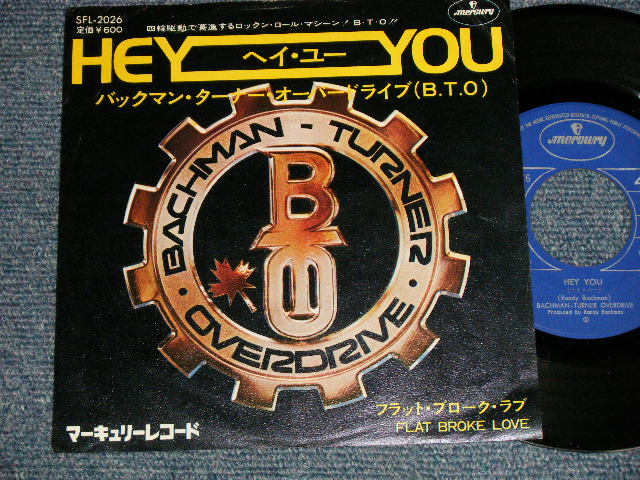 SFL-2026
定価¥600
四輪駆動で驀進するロックン・ロール・マシーン! B・T・O!!
mercury
HEY YOU
ヘイ・ユー
バックマン・ターナー・オーバードライブ(B.T.O)
BACHMAN - TURNER
BTO
OVERDRIVE
フラット・ブローク・ラブ
FLAT BROKE LOVE
マーキュリーレコード
mercury
HEY YOU
(ヘイ・ユー)
(Randy Bachman)
BACHMAN-TURNER OVERDRIVE
Produced by Randy Bachman